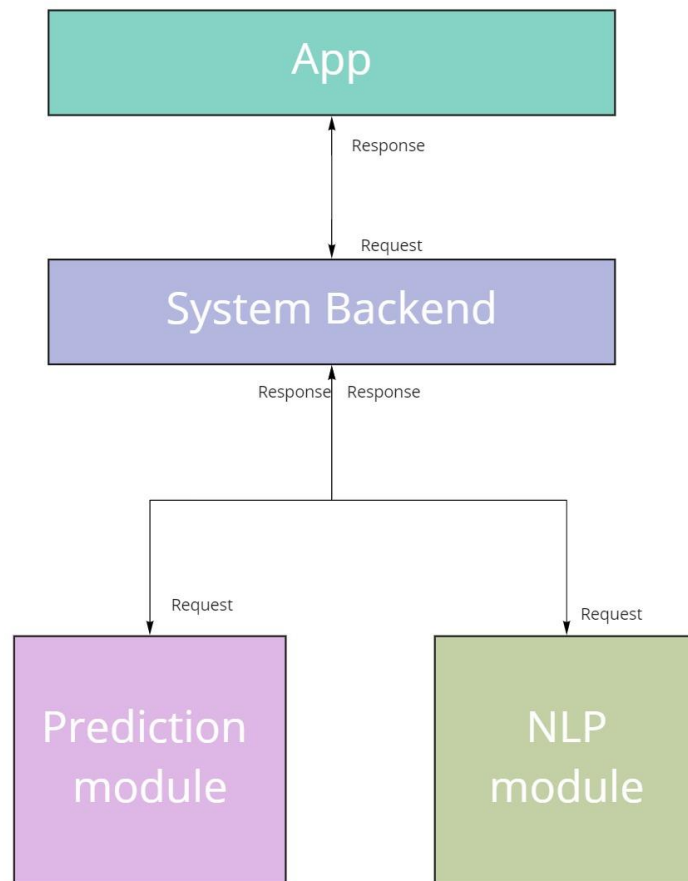 App
Response
Request
System Backend
Response Response
Request
Request
Prediction
module
NLP
module